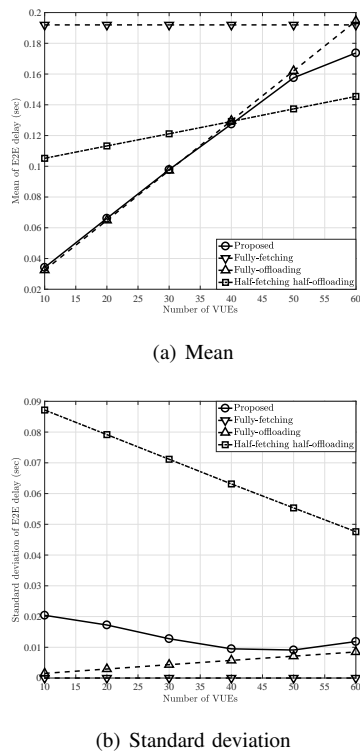 0.2
0.18
0.16
0.14
0.12
0.1
0.08
0.06
0.04
0.02
Mean of E2E delay (sec)
Proposed
Fully-fetching
Fully-offloading
Half-fetching half-offloading
10 15 20 25 30 35 40 45 50 55 60
Number of VUEs
(a) Mean
0.09
0.08
0.07
0.06
0.05
0.04
0.03
0.02
0.01
0
Standard deviation of E2E delay (sec)
Proposed
Fully-fetching
Fully-offloading
Half-fetching half-offloading
10 15 20 25 30 35 40 45 50 55 60
Number of VUEs
(b) Standard deviation